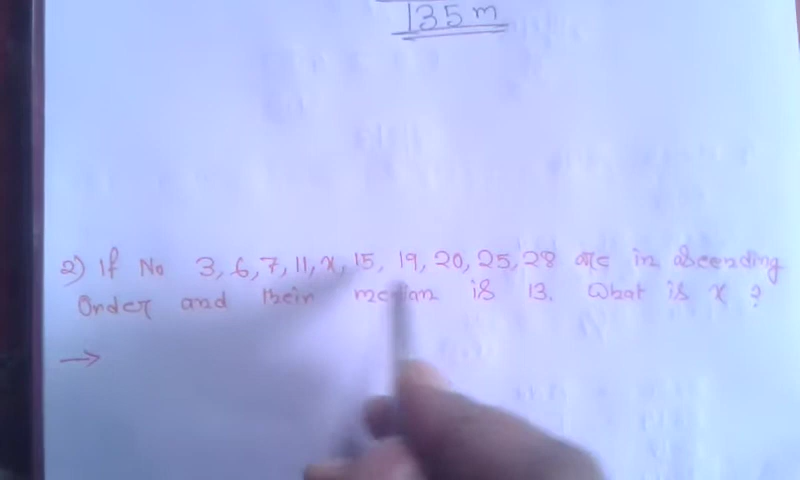 135 m
2) If No 3, 6, 7, 11, x, 15, 19, 20, 25, 28 are in ascending
Order and their median is 13. What is x ?
→